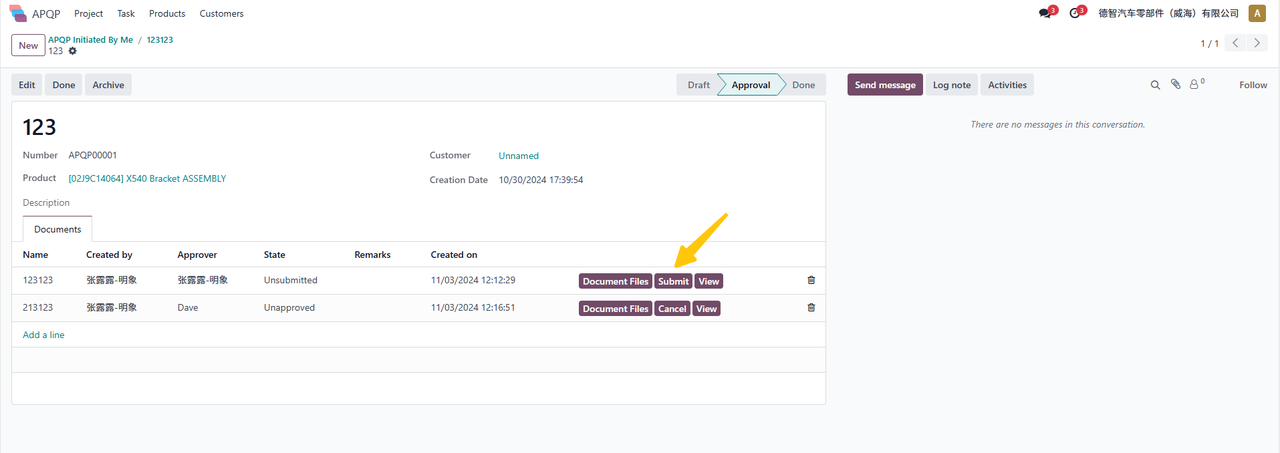 APQP Project Task Products Customers 3 3 德智汽车零部件（威海）有限公司 A
New APQP Initiated By Me / 123123
123
1 / 1
Edit Done Archive Draft Approval Done Send message Log note Activities 0 Follow
There are no messages in this conversation.
123
Number APQP00001 Customer Unnamed
Product [02J9C14064] X540 Bracket ASSEMBLY Creation Date 10/30/2024 17:39:54
Description
Documents
Name Created by Approver State Remarks Created on
123123 张露露-明象 张露露-明象 Unsubmitted 11/03/2024 12:12:29 Document Files Submit View
213123 张露露-明象 Dave Unapproved 11/03/2024 12:16:51 Document Files Cancel View
Add a line